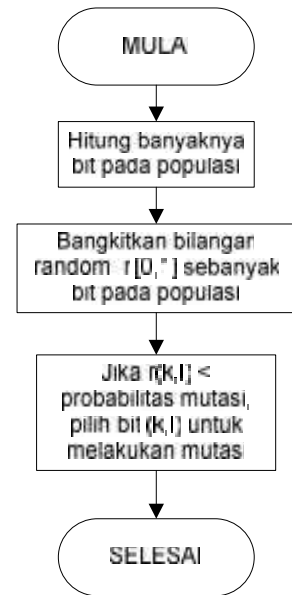 MULA
Hitung banyaknya
bit pada populasi
Bangkitkan bilangan
random r[0,1] sebanyak
bit pada populasi
Jika r(k,l) <
probabilitas mutasi,
pilih bit (k,l) untuk
melakukan mutasi
SELESAI